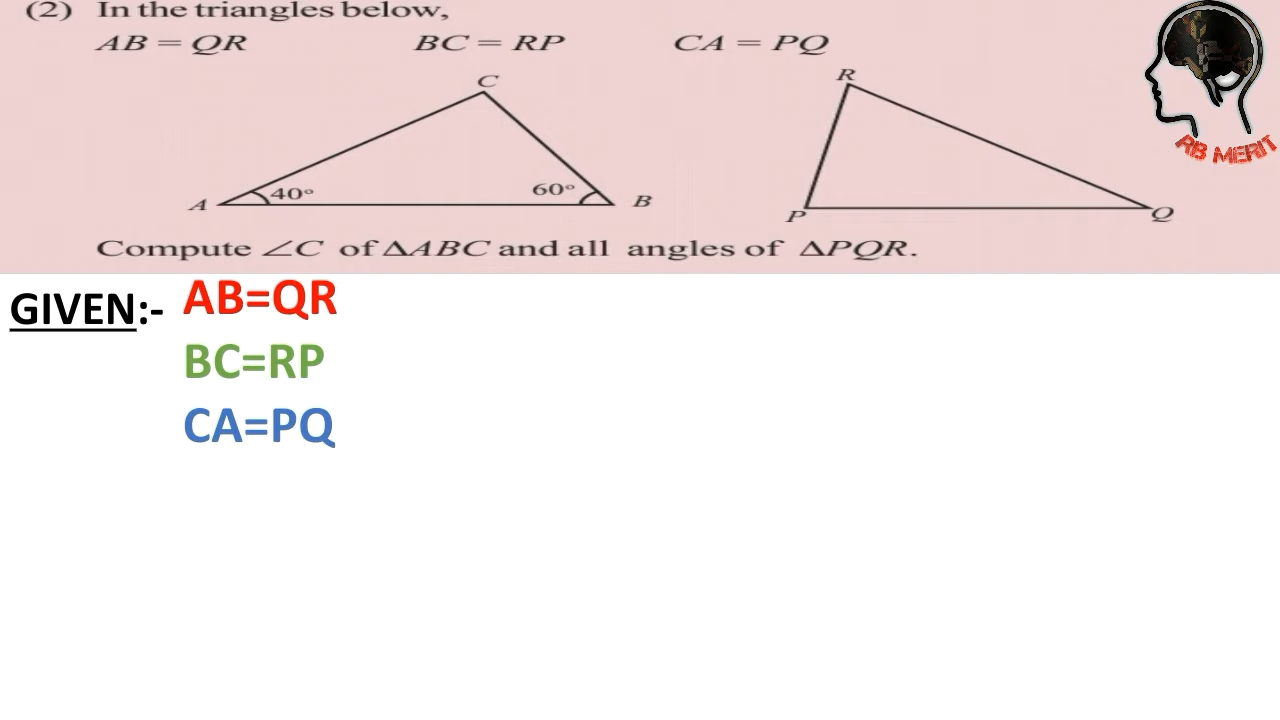 (2) In the triangles below,
AB = QR BC = RP CA = PQ
C
R
A 40° 60° B
P Q
RB MERIT
Compute ∠C of ΔABC and all angles of ΔPQR.
GIVEN:- AB=QR
BC=RP
CA=PQ